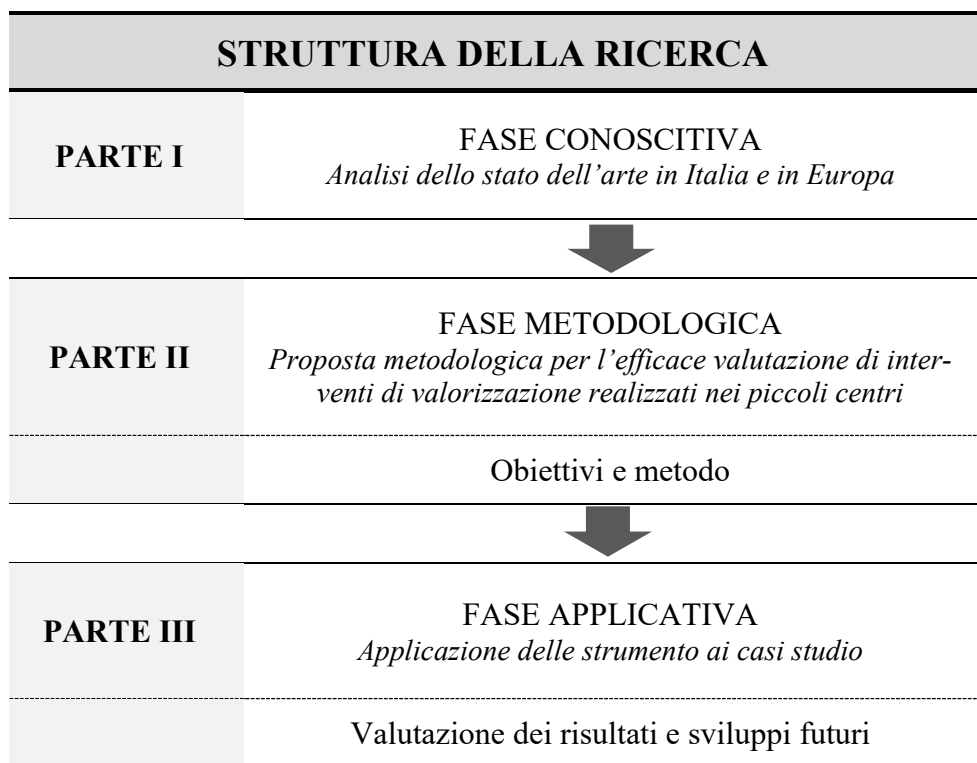 STRUTTURA DELLA RICERCA
PARTE I
FASE CONOSCITIVA
Analisi dello stato dell’arte in Italia e in Europa
PARTE II
FASE METODOLOGICA
Proposta metodologica per l’efficace valutazione di inter-
venti di valorizzazione realizzati nei piccoli centri
Obiettivi e metodo
PARTE III
FASE APPLICATIVA
Applicazione delle strumento ai casi studio
Valutazione dei risultati e sviluppi futuri